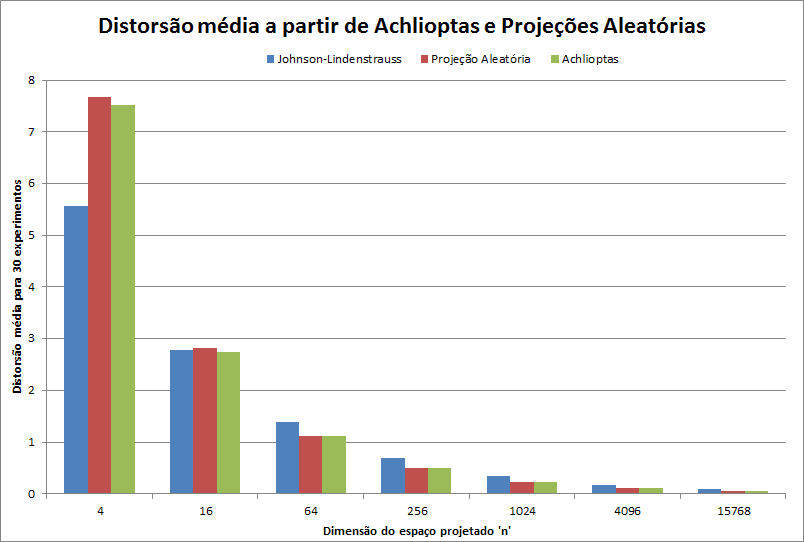 Distorsão média a partir de Achlioptas e Projeções Aleatórias
Johnson-Lindenstrauss Projeção Aleatória Achlioptas
8
7
6
5
4
3
2
1
0
Distorsão média para 30 experimentos
4 16 64 256 1024 4096 15768
Dimensão do espaço projetado 'n'